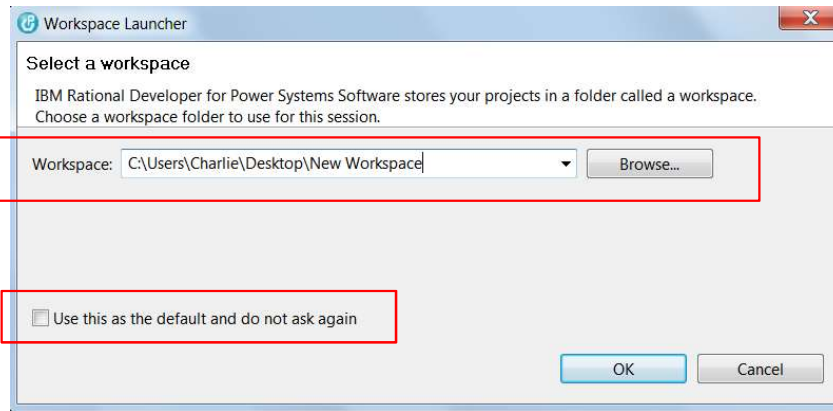 Workspace Launcher
Select a workspace
IBM Rational Developer for Power Systems Software stores your projects in a folder called a workspace.
Choose a workspace folder to use for this session.
Workspace: C:\Users\Charlie\Desktop\New Workspace Browse...
Use this as the default and do not ask again
OK Cancel